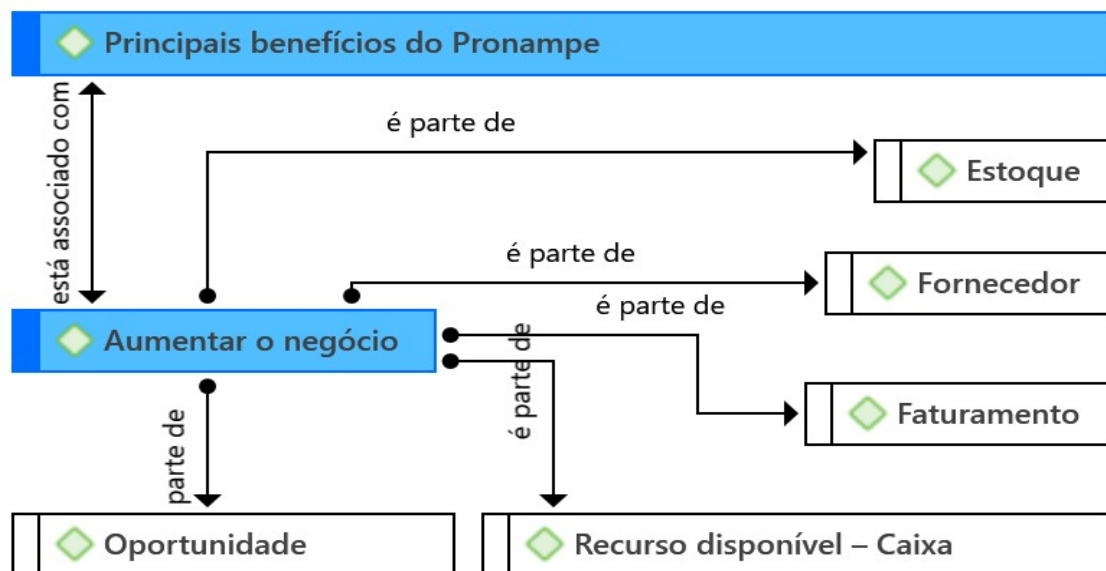 Principais benefícios do Pronampe
está associado com
é parte de
Estoque
é parte de
Fornecedor
é parte de
Aumentar o negócio
é parte de
Faturamento
parte de
Oportunidade
Recurso disponível – Caixa